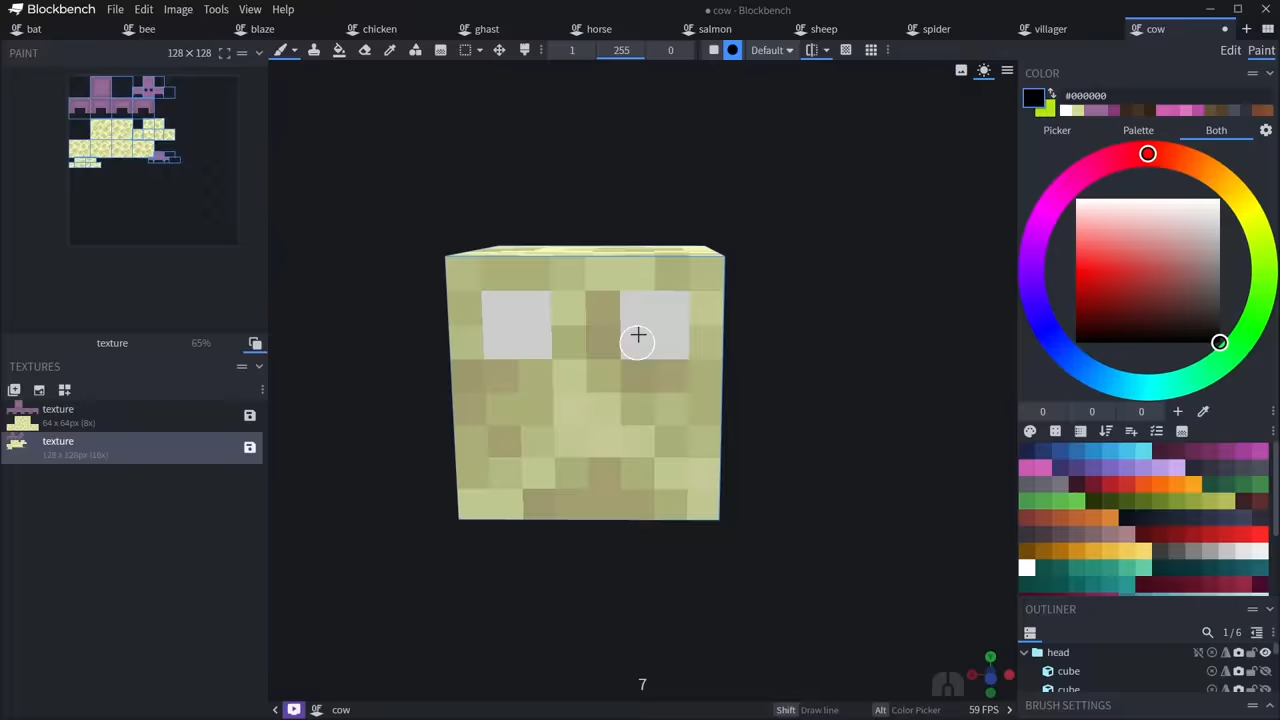 Blockbench File Edit Image Tools View Help
● cow - Blockbench
bat bee blaze chicken ghast horse salmon sheep spider villager cow
PAINT 128 × 128
1 255 0 Default
Edit Paint
COLOR
#000000
Picker Palette Both
texture 65%
TEXTURES
texture
64 x 64px (8x)
texture
128 x 128px (16x)
0 0 0
OUTLINER
1/6
head
cube
cube
BRUSH SETTINGS
7
cow
Shift Draw line Alt Color Picker 59 FPS